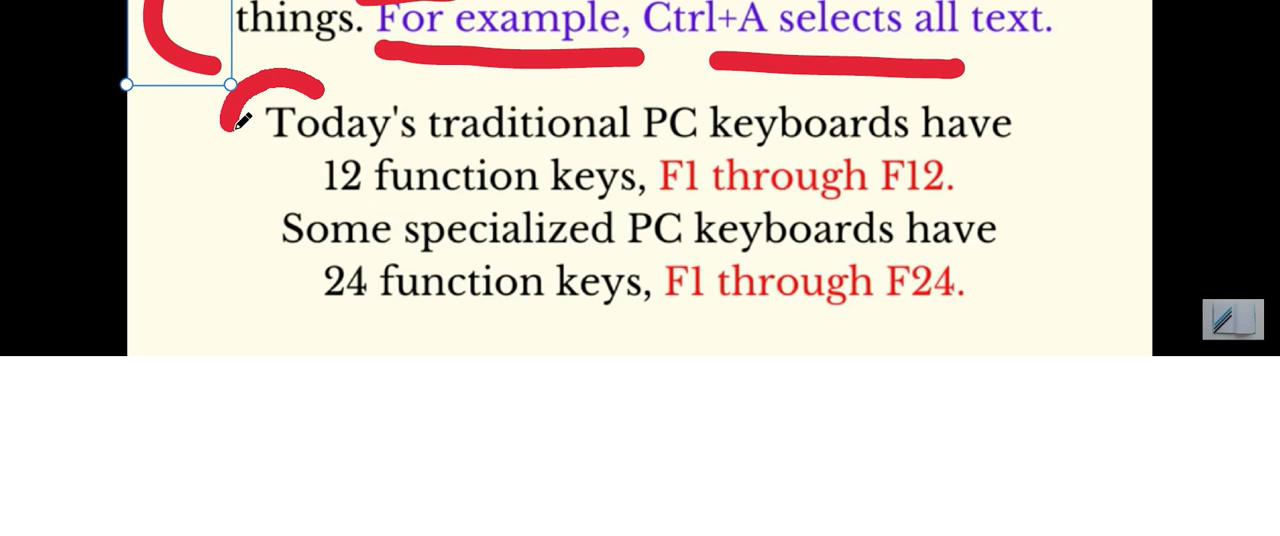 things. For example, Ctrl+A selects all text.
Today's traditional PC keyboards have
12 function keys, F1 through F12.
Some specialized PC keyboards have
24 function keys, F1 through F24.